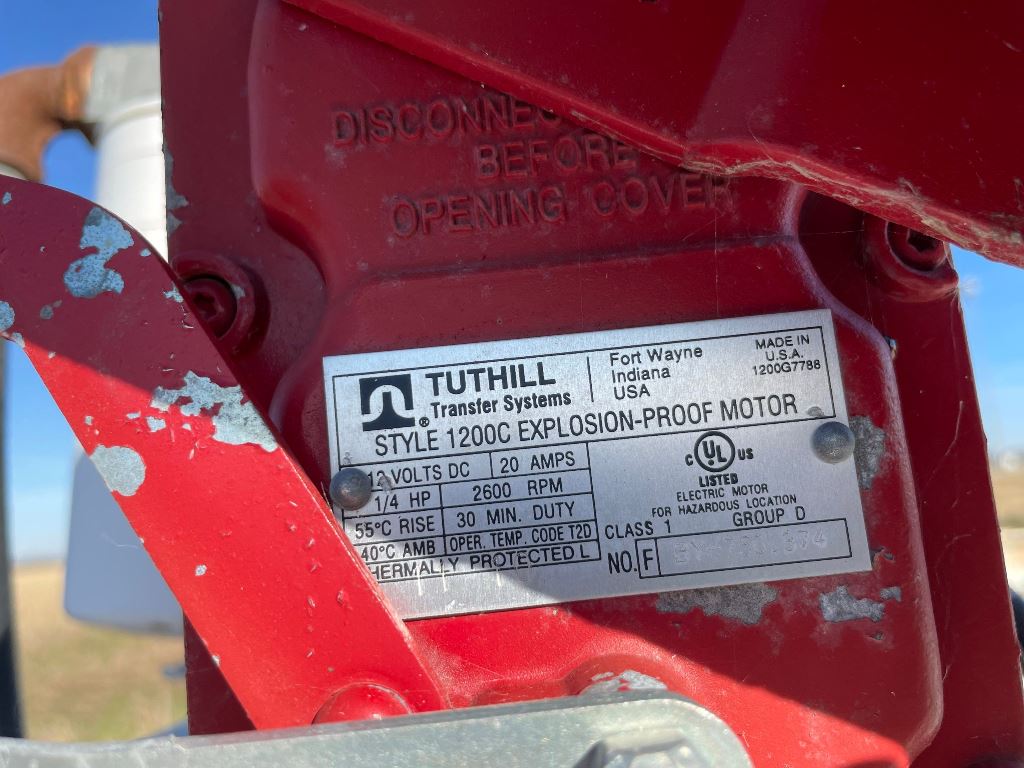 BEFORE
OPENING COVER
TUTHILL
Transfer Systems
®
Fort Wayne
Indiana
USA
MADE IN
U.S.A.
1200G7788
STYLE 1200C EXPLOSION-PROOF MOTOR
12 VOLTS DC 20 AMPS
1/4 HP 2600 RPM
55°C RISE 30 MIN. DUTY
40°C AMB OPER. TEMP. CODE T2D
THERMALLY PROTECTED L
C UL US
LISTED
ELECTRIC MOTOR
FOR HAZARDOUS LOCATION
CLASS 1 GROUP D
NO. F